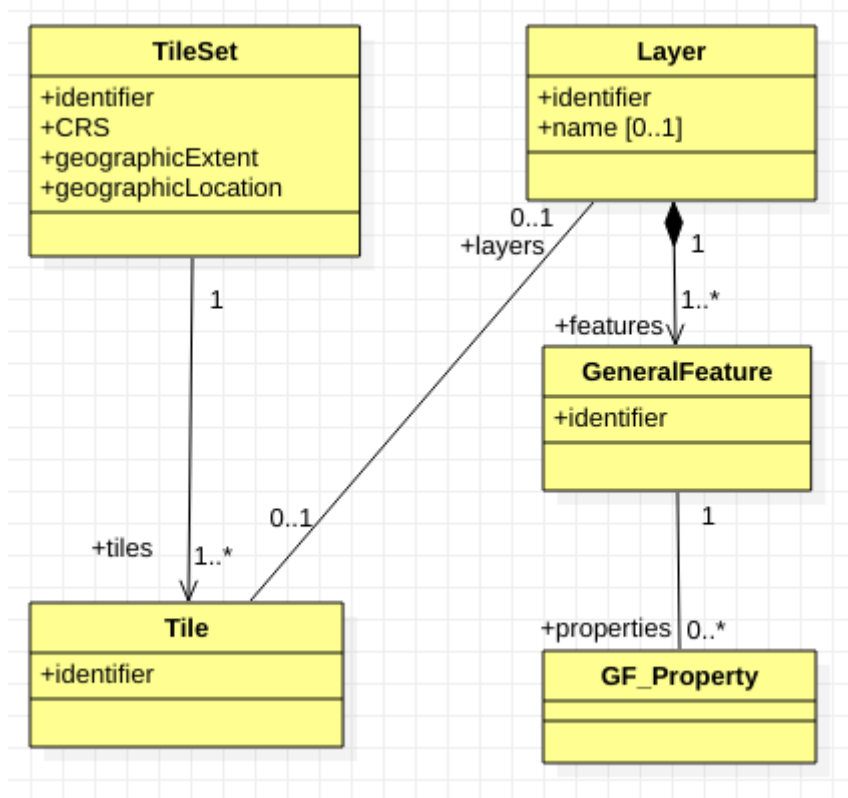 TileSet
+identifier
+CRS
+geographicExtent
+geographicLocation
Layer
+identifier
+name [0..1]
0..1
+layers
1
1
1..*
+features
GeneralFeature
+identifier
0..1
1
+tiles
1..*
Tile
+identifier
+properties
0..*
GF_Property